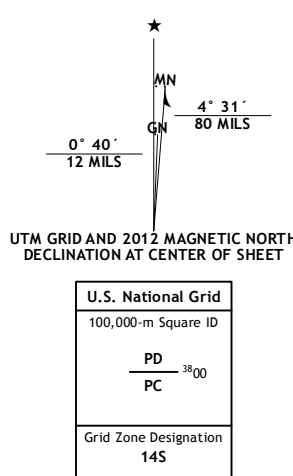 ★
MN
GN
4° 31´
80 MILS
0° 40´
12 MILS
UTM GRID AND 2012 MAGNETIC NORTH
DECLINATION AT CENTER OF SHEET
U.S. National Grid
100,000-m Square ID
PD
3800
PC
Grid Zone Designation
14S